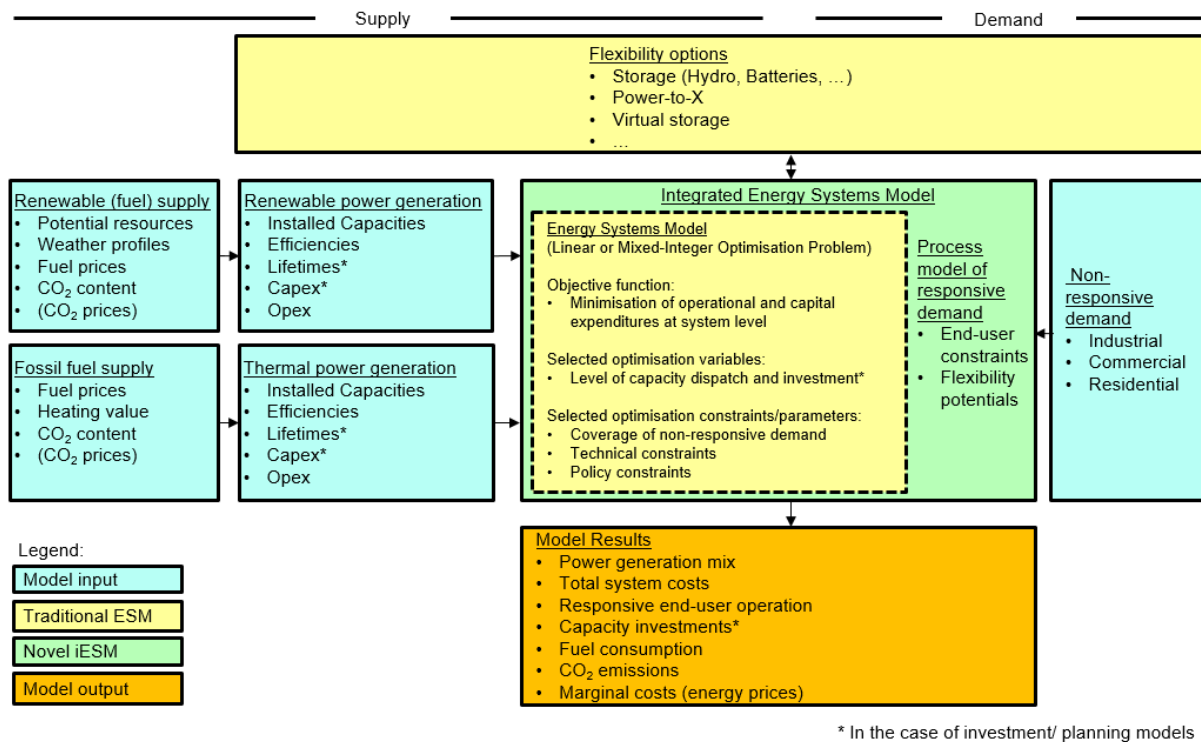 Supply
Demand
Flexibility options
• Storage (Hydro, Batteries, …)
• Power-to-X
• Virtual storage
• …
Renewable (fuel) supply
• Potential resources
• Weather profiles
• Fuel prices
• CO₂ content
• (CO₂ prices)
Renewable power generation
• Installed Capacities
• Efficiencies
• Lifetimes*
• Capex*
• Opex
Fossil fuel supply
• Fuel prices
• Heating value
• CO₂ content
• (CO₂ prices)
Thermal power generation
• Installed Capacities
• Efficiencies
• Lifetimes*
• Capex*
• Opex
Integrated Energy Systems Model
Energy Systems Model
(Linear or Mixed-Integer Optimisation Problem)
Objective function:
• Minimisation of operational and capital
expenditures at system level
Selected optimisation variables:
• Level of capacity dispatch and investment*
Selected optimisation constraints/parameters:
• Coverage of non-responsive demand
• Technical constraints
• Policy constraints
Process
model of
responsive
demand
• End-user
constraints
• Flexibility
potentials
Non-
responsive
demand
• Industrial
• Commercial
• Residential
Model Results
• Power generation mix
• Total system costs
• Responsive end-user operation
• Capacity investments*
• Fuel consumption
• CO₂ emissions
• Marginal costs (energy prices)
Legend:
Model input
Traditional ESM
Novel iESM
Model output
* In the case of investment/ planning models